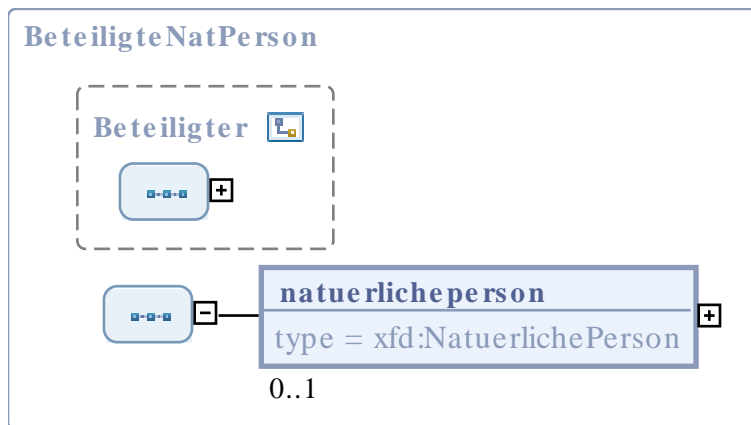 BeteiligteNatPerson
Beteiligter
natuerlicheperson
type = xfd:NatuerlichePerson
0..1